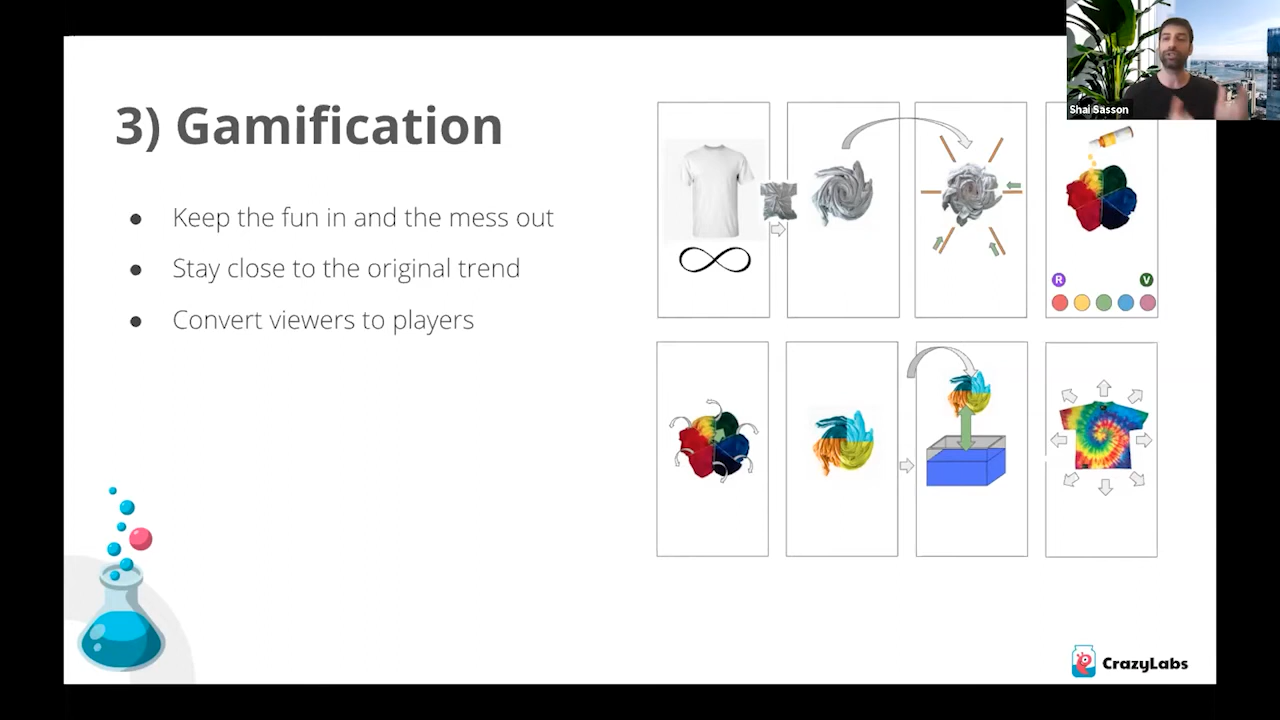 Shai Sasson
3) Gamification
● Keep the fun in and the mess out
● Stay close to the original trend
● Convert viewers to players
R V
CrazyLabs